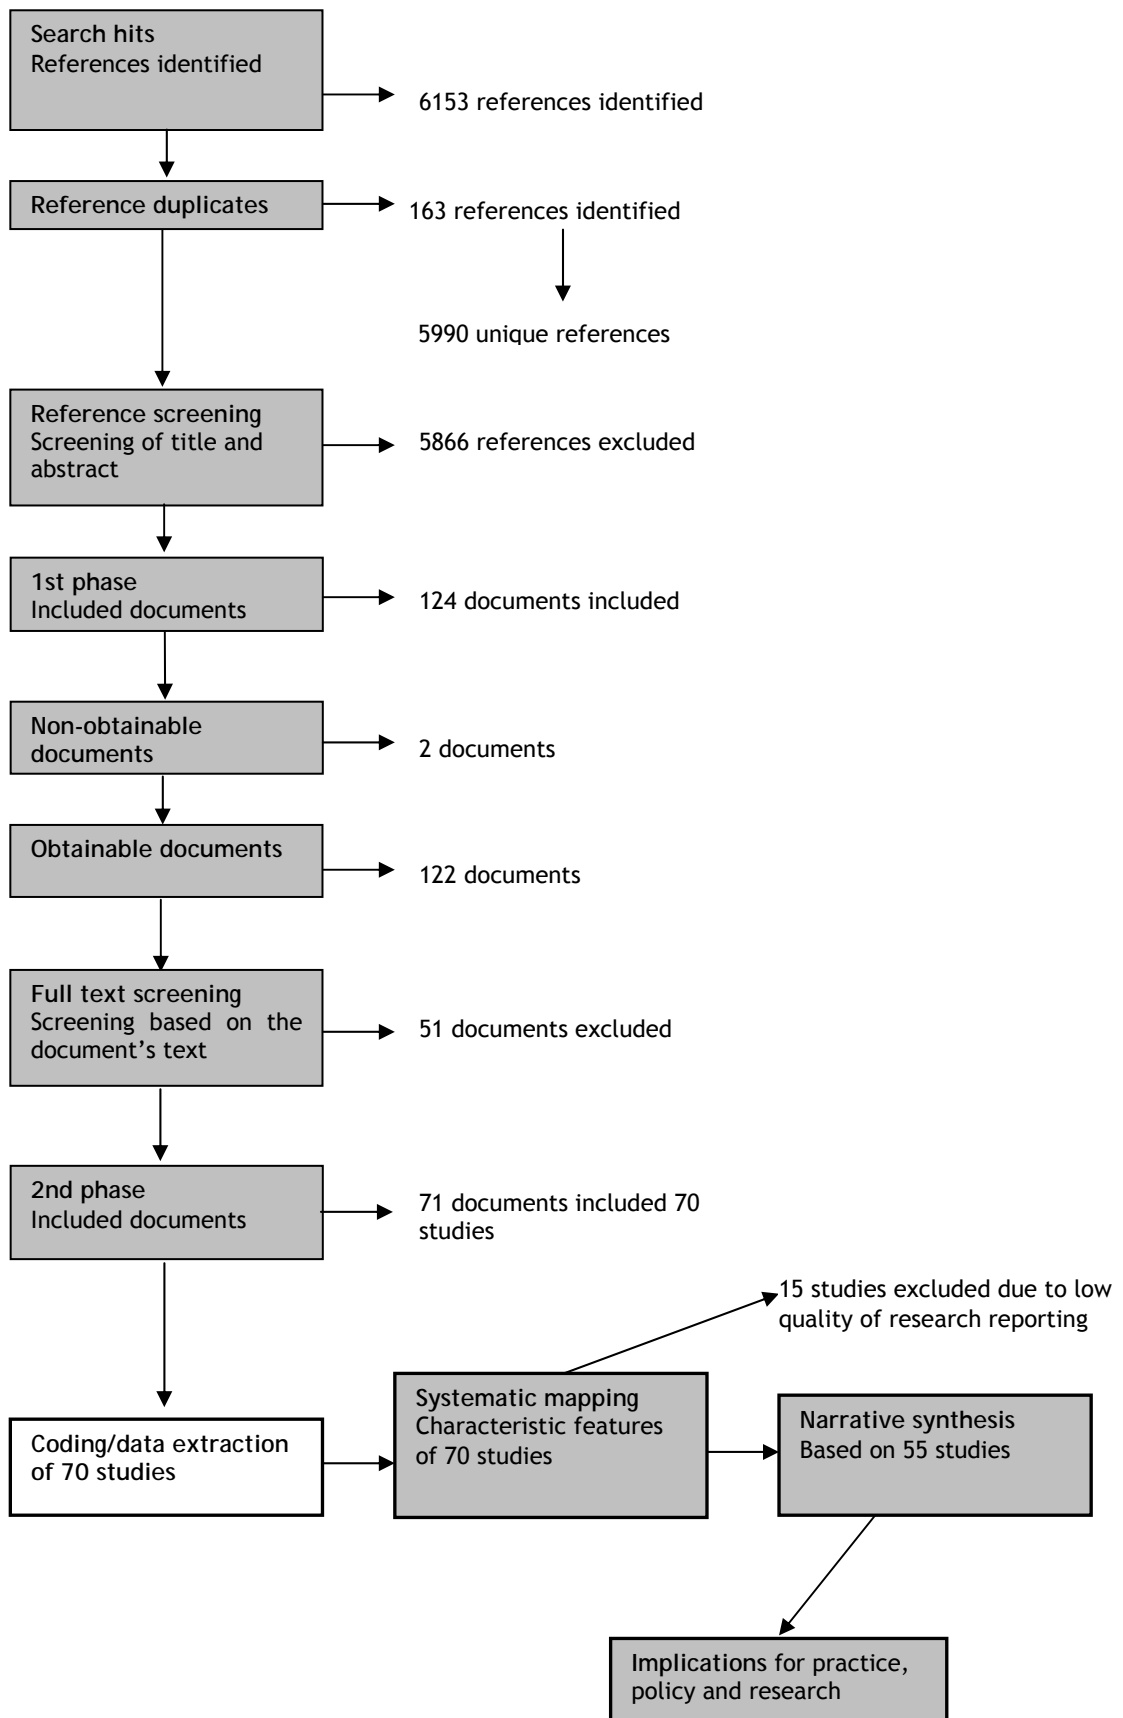 Search hits
References identified
6153 references identified
Reference duplicates
163 references identified
5990 unique references
Reference screening
Screening of title and
abstract
5866 references excluded
1st phase
Included documents
124 documents included
Non-obtainable
documents
2 documents
Obtainable documents
122 documents
Full text screening
Screening based on the
document’s text
51 documents excluded
2nd phase
Included documents
71 documents included 70
studies
15 studies excluded due to low
quality of research reporting
Coding/data extraction
of 70 studies
Systematic mapping
Characteristic features
of 70 studies
Narrative synthesis
Based on 55 studies
Implications for practice,
policy and research